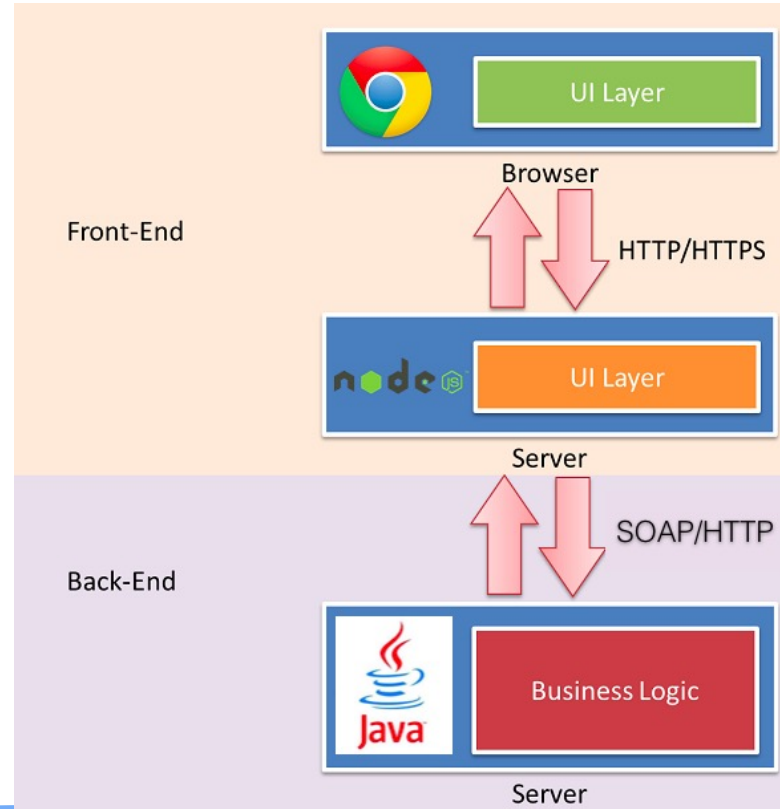 UI Layer
Browser
Front-End
HTTP/HTTPS
node JS
UI Layer
Server
SOAP/HTTP
Back-End
Java
Business Logic
Server